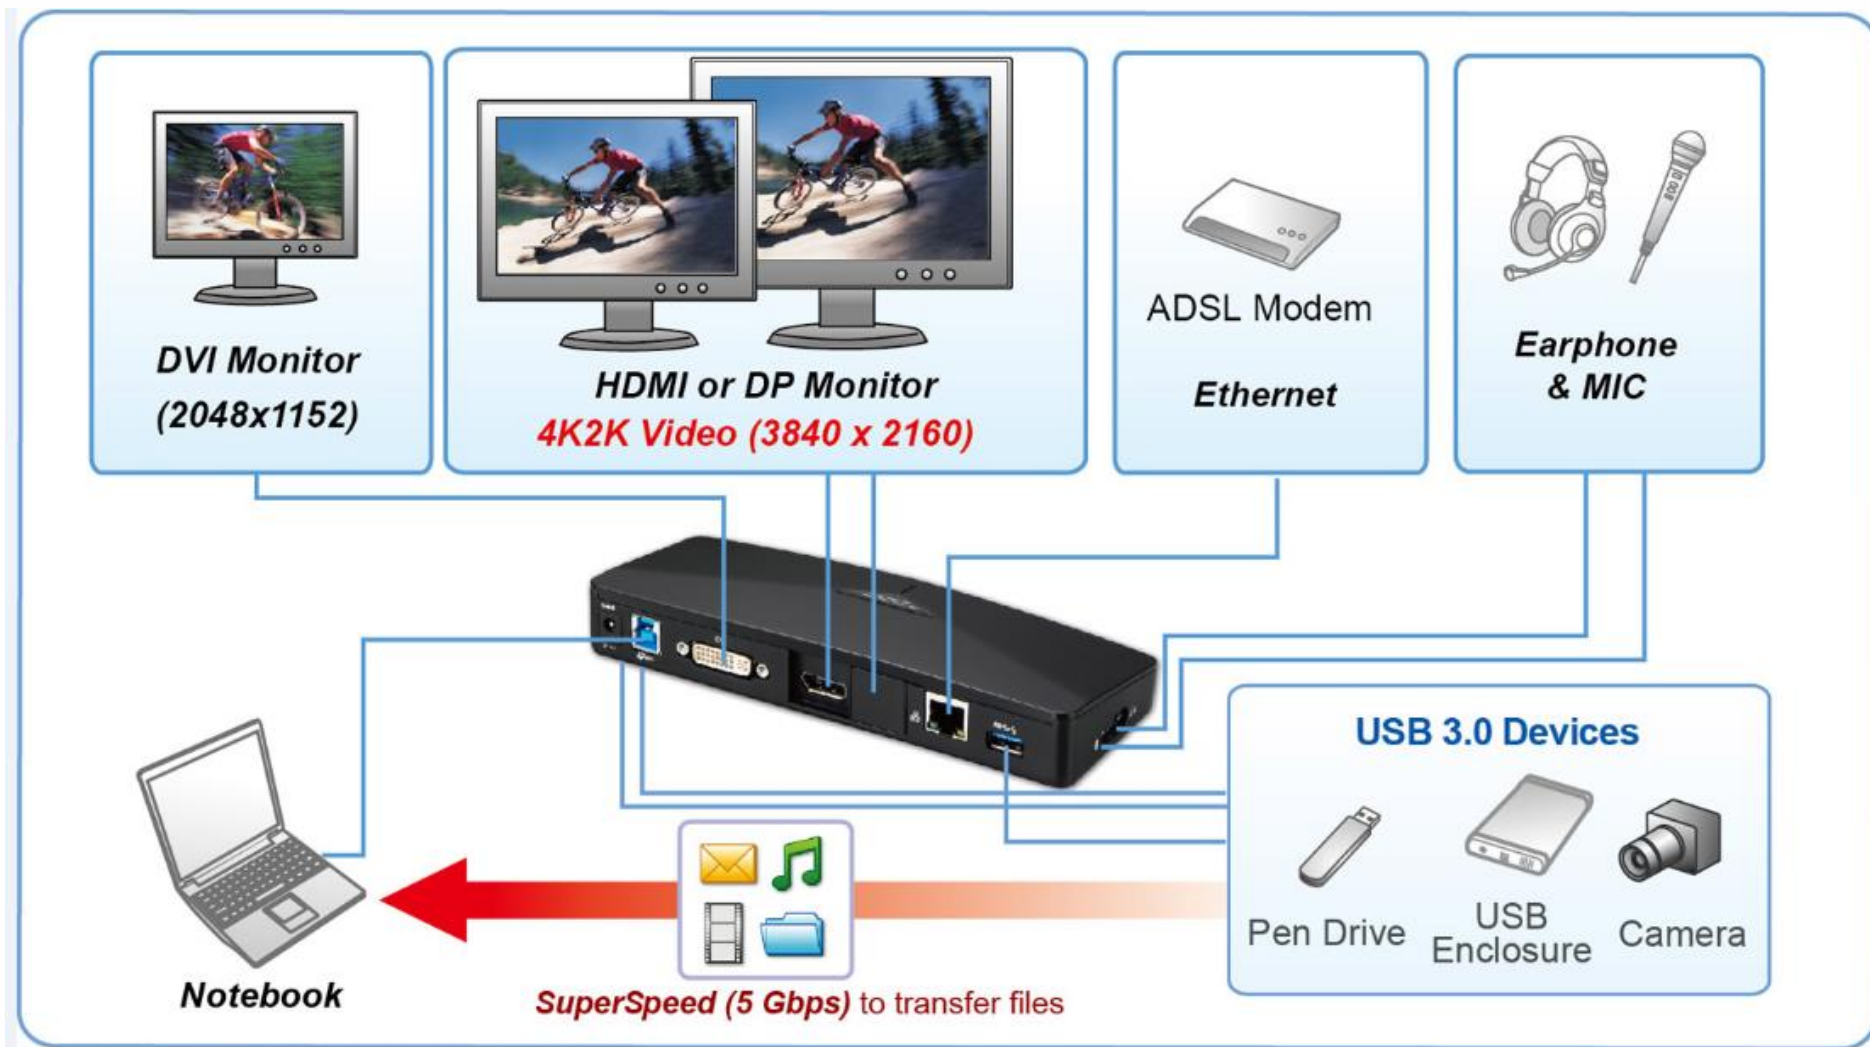 DVI Monitor
(2048x1152)
HDMI or DP Monitor
4K2K Video (3840 x 2160)
ADSL Modem
Ethernet
Earphone
& MIC
USB 3.0 Devices
Pen Drive
USB
Enclosure
Camera
Notebook
SuperSpeed (5 Gbps) to transfer files